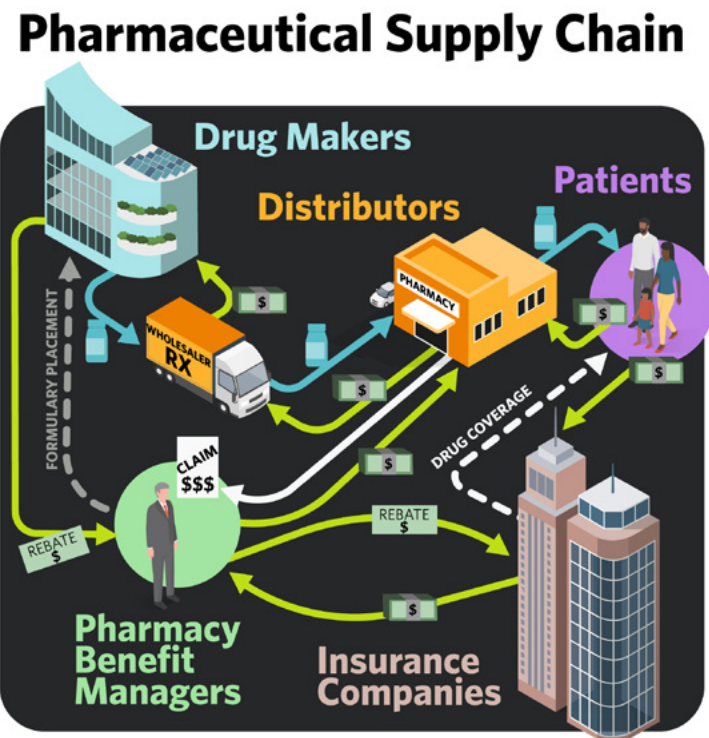 Pharmaceutical Supply Chain
Drug Makers
Patients
Distributors
PHARMACY
$
$
WHOLESALER
RX
FORMULARY PLACEMENT
$
$
DRUG COVERAGE
CLAIM
$$$
$
REBATE
$
REBATE
$
$
Pharmacy
Benefit
Managers
Insurance
Companies